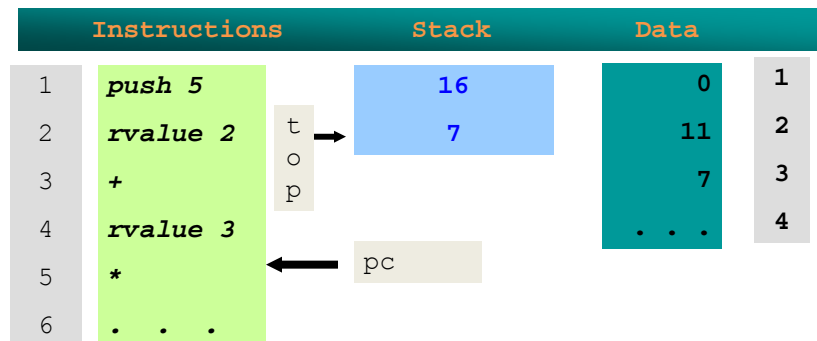 Instructions Stack Data
1 push 5 16 0 1
2 rvalue 2 top 7 11 2
3 + 7 3
4 rvalue 3 . . . 4
5 * pc
6 . . .